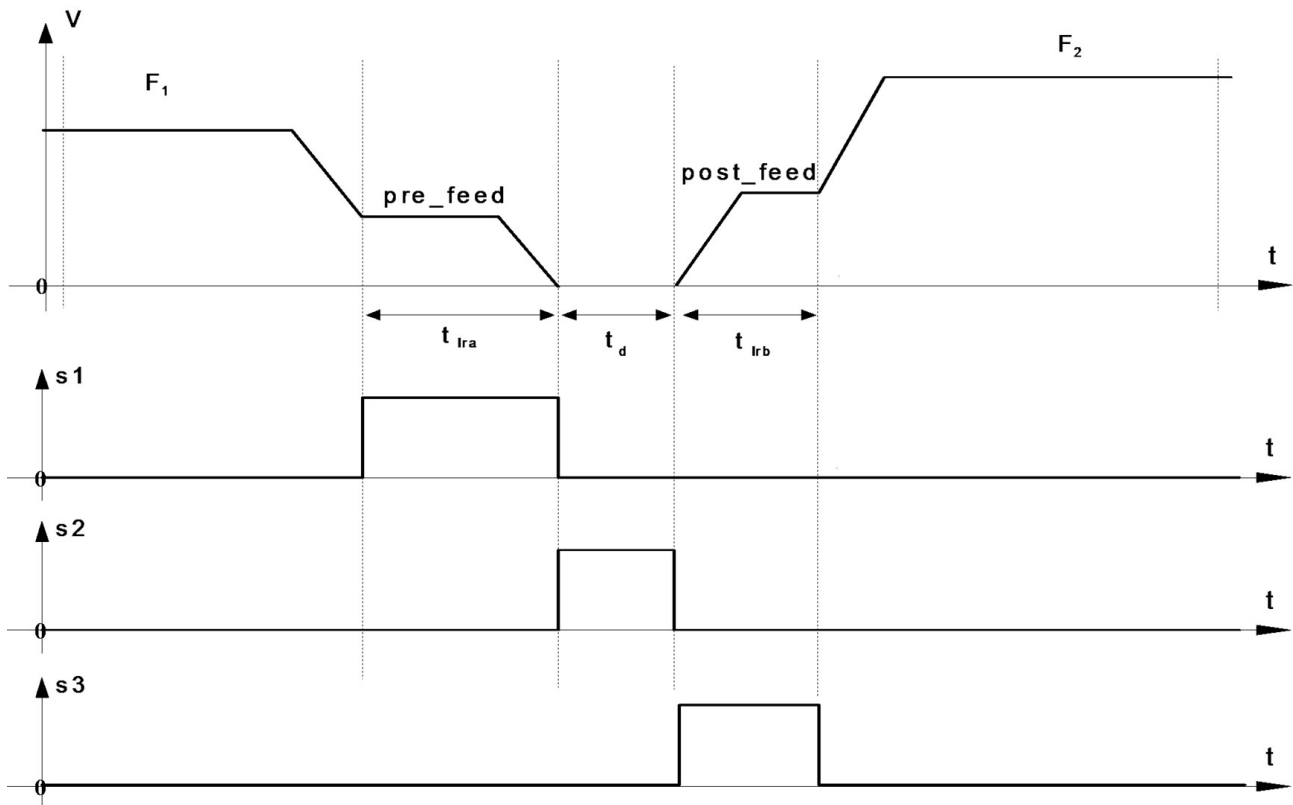 V
F₁
F₂
pre_feed
post_feed
t
0
t lra
t d
t lrb
s1
t
0
s2
t
0
s3
t
0